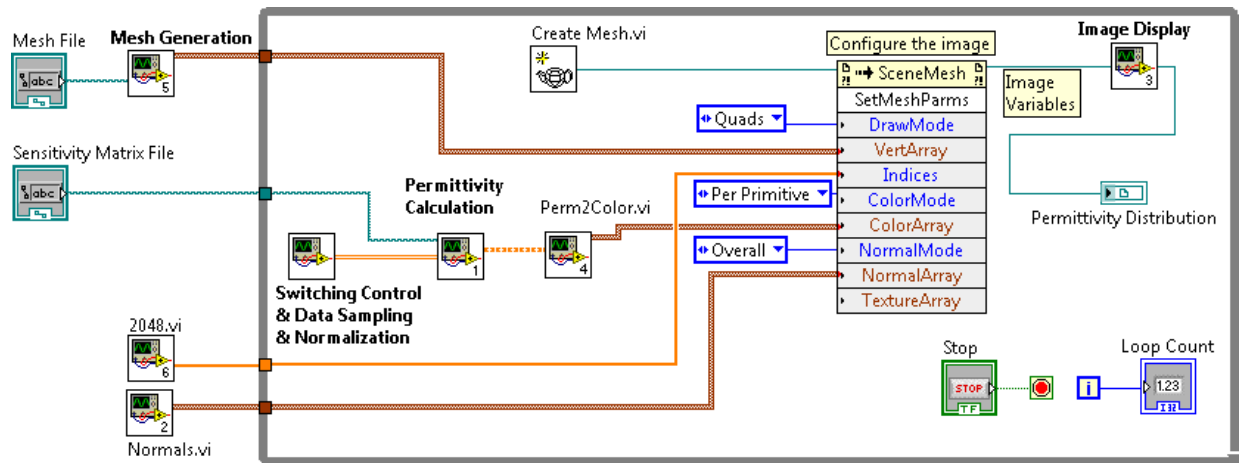 Mesh File
Mesh Generation
abc
5
Sensitivity Matrix File
abc
Create Mesh.vi
Configure the image
Image Display
3
SceneMesh
Image
Variables
SetMeshParms
Quads
DrawMode
VertArray
Indices
Per Primitive
ColorMode
ColorArray
Overall
NormalMode
NormalArray
TextureArray
Permittivity Distribution
Permittivity
Calculation
1
Perm2Color.vi
4
Switching Control
& Data Sampling
& Normalization
2048.vi
6
2
Normals.vi
Stop
STOP
TF
i
Loop Count
1.23
I32